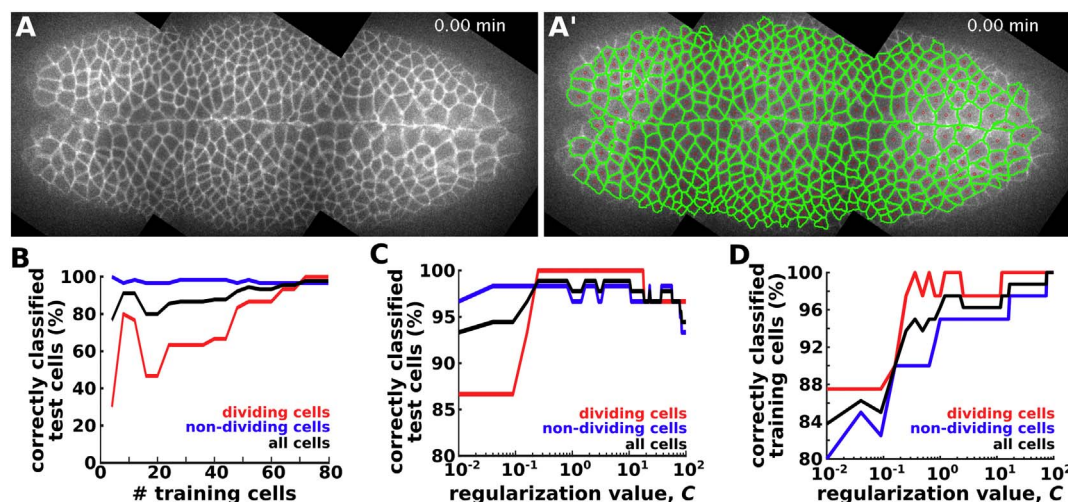 A
0.00 min
A'
0.00 min
B
correctly classified
test cells (%)
100
80
60
40
20
0
0
20
40
60
80
# training cells
dividing cells
non-dividing cells
all cells
C
correctly classified
test cells (%)
100
95
90
85
80
10-2
10-1
100
101
102
regularization value, C
dividing cells
non-dividing cells
all cells
D
correctly classified
training cells (%)
100
96
92
88
84
80
10-2
10-1
100
101
102
regularization value, C
dividing cells
non-dividing cells
all cells